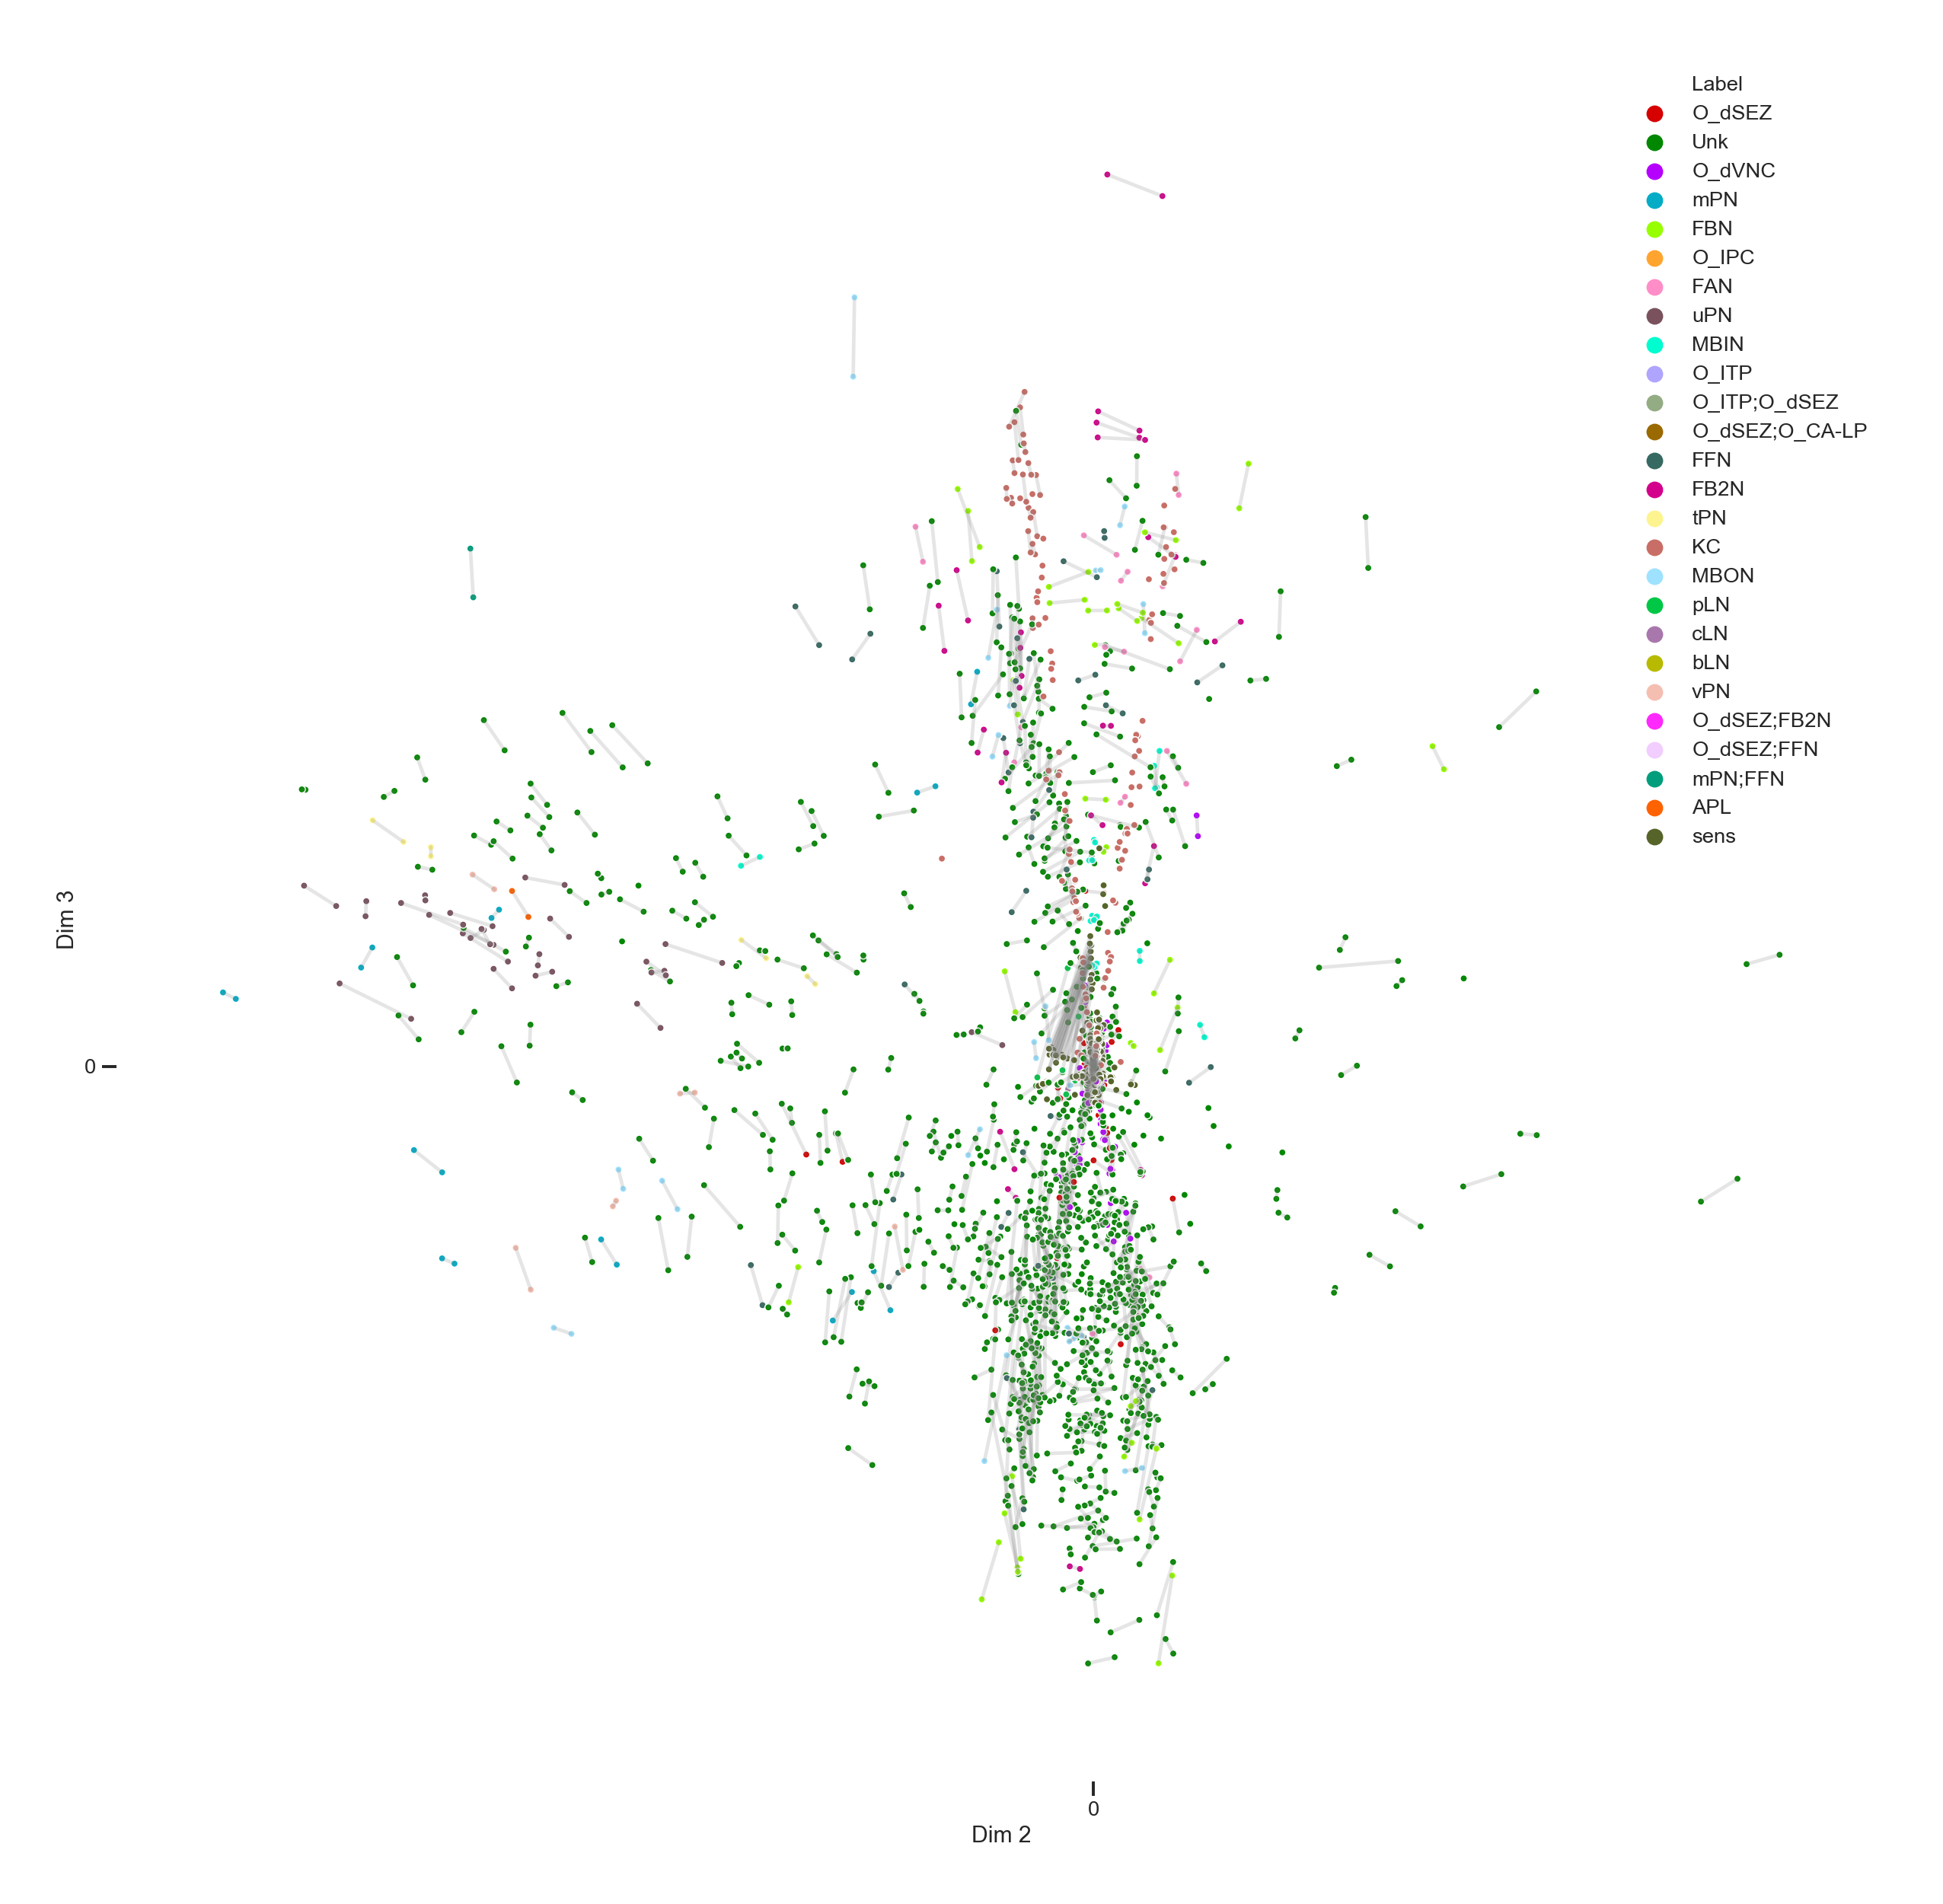 Label
O_dSEZ
Unk
O_dVNC
mPN
FBN
O_IPC
FAN
uPN
MBIN
O_ITP
O_ITP;O_dSEZ
O_dSEZ;O_CA-LP
FFN
FB2N
tPN
KC
MBON
pLN
cLN
bLN
vPN
O_dSEZ;FB2N
O_dSEZ;FFN
mPN;FFN
APL
sens
Dim 3
0
0
Dim 2